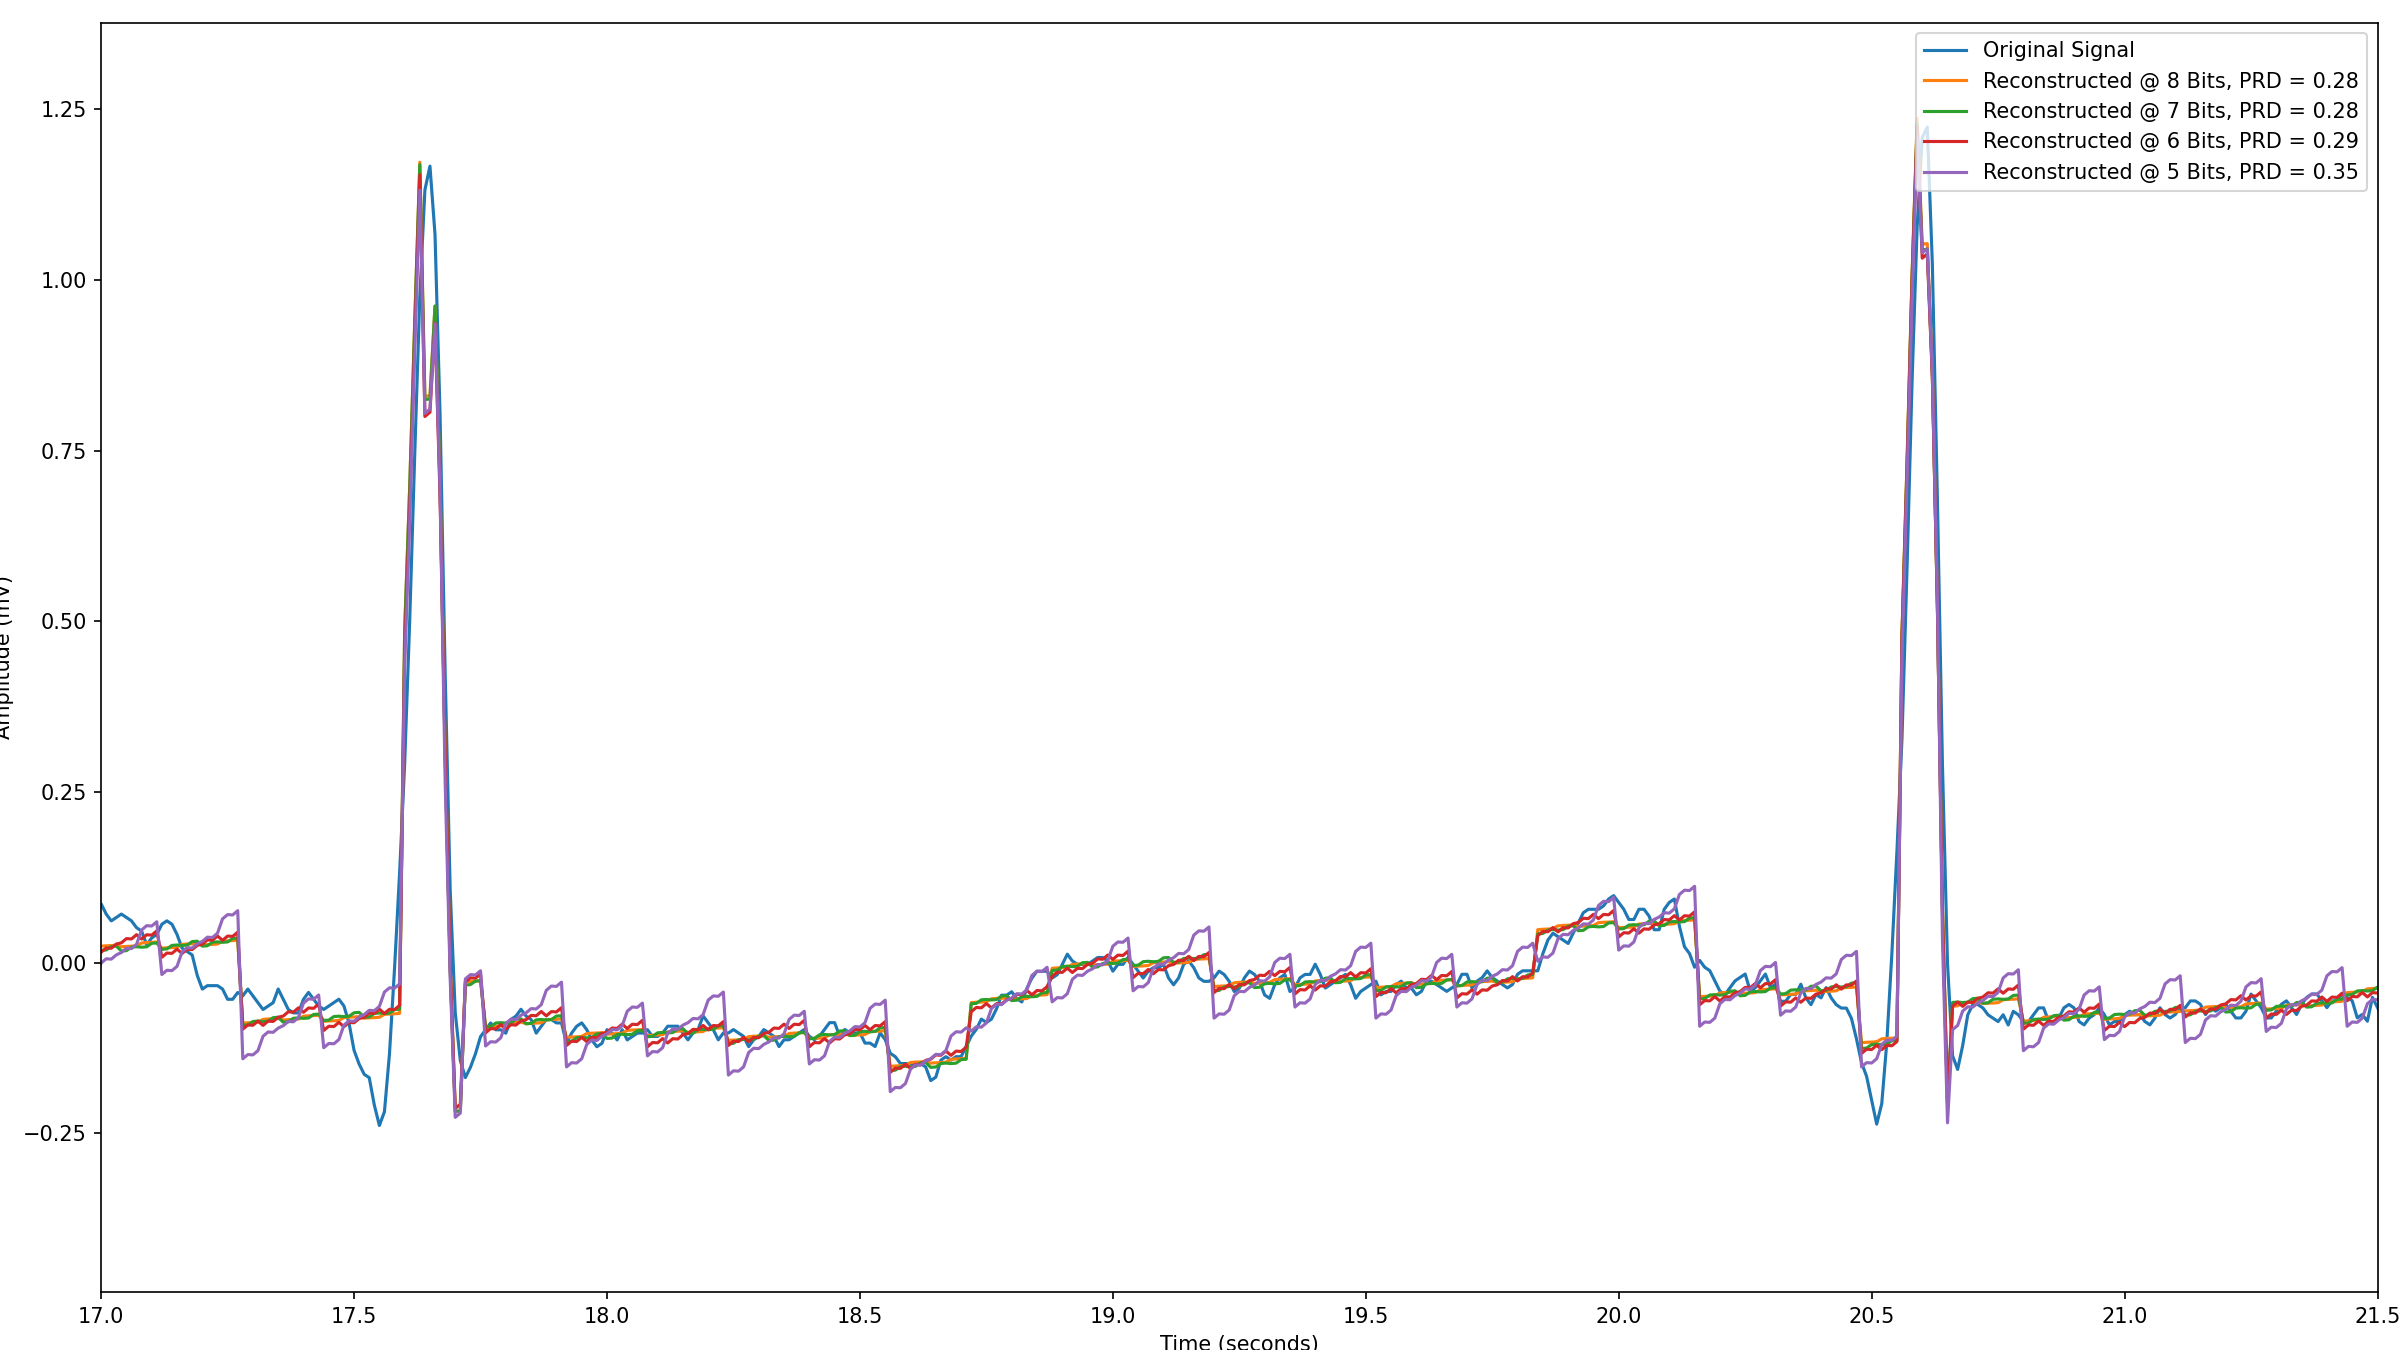 Original Signal
Reconstructed @ 8 Bits, PRD = 0.28
Reconstructed @ 7 Bits, PRD = 0.28
Reconstructed @ 6 Bits, PRD = 0.29
Reconstructed @ 5 Bits, PRD = 0.35
1.25
1.00
0.75
0.50
0.25
0.00
−0.25
Amplitude (mV)
17.0 17.5 18.0 18.5 19.0 19.5 20.0 20.5 21.0 21.5
Time (seconds)